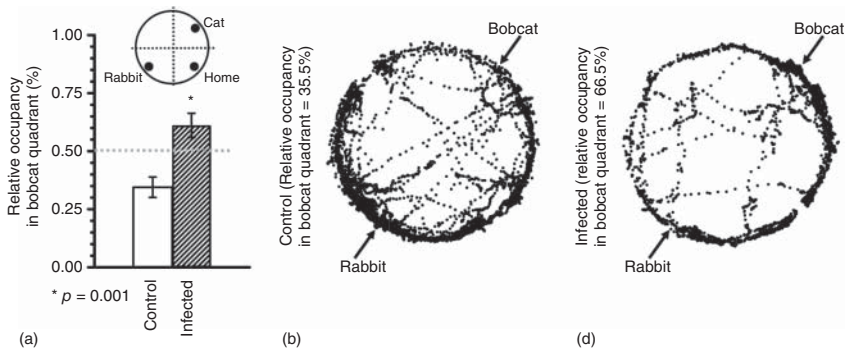 Relative occupancy
in bobcat quadrant (%)
1.00
0.75
0.50
0.25
0.00
Cat
Rabbit
Home
*
* p = 0.001
Control
Infected
(a)
Control (Relative occupancy
in bobcat quadrant = 35.5%)
Bobcat
Rabbit
(b)
Infected (relative occupancy
in bobcat quadrant = 66.5%)
Bobcat
Rabbit
(d)